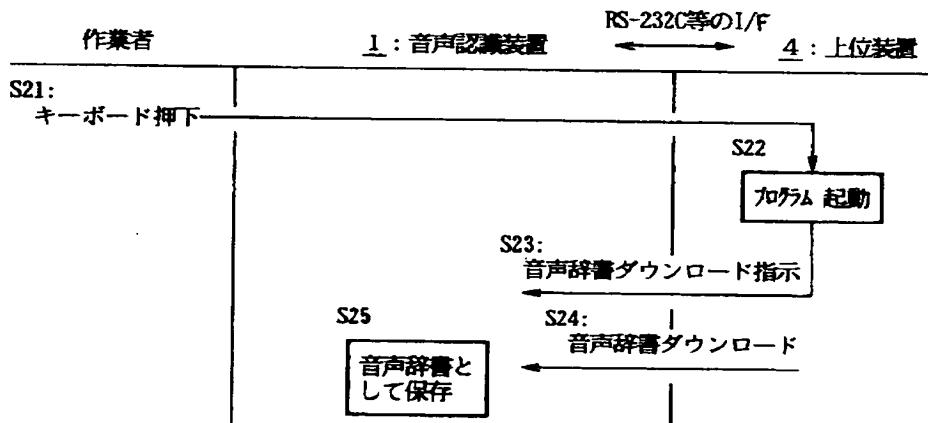 RS-232C等のI/F
作業者
1：音声認識装置
4：上位装置
S21:
キーボード押下
S22
プログラム 起動
S23:
音声辞書ダウンロード指示
S24:
音声辞書ダウンロード
S25
音声辞書と
して保存